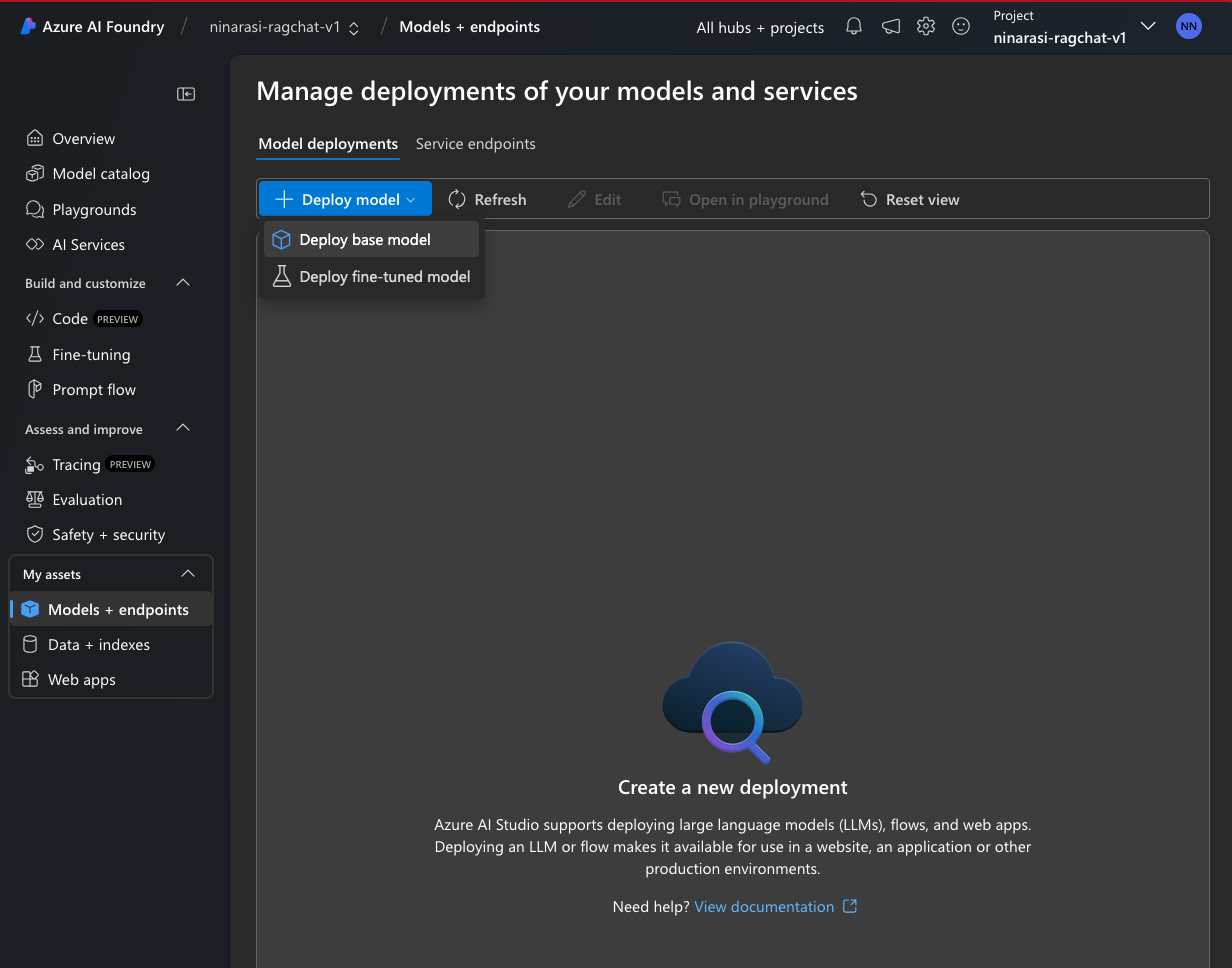 Azure AI Foundry / ninarasi-ragchat-v1 / Models + endpoints
All hubs + projects
Project
ninarasi-ragchat-v1
NN
Overview
Model catalog
Playgrounds
AI Services
Build and customize
Code PREVIEW
Fine-tuning
Prompt flow
Assess and improve
Tracing PREVIEW
Evaluation
Safety + security
My assets
Models + endpoints
Data + indexes
Web apps
Manage deployments of your models and services
Model deployments Service endpoints
Deploy model Refresh Edit Open in playground Reset view
Deploy base model
Deploy fine-tuned model
Create a new deployment
Azure AI Studio supports deploying large language models (LLMs), flows, and web apps.
Deploying an LLM or flow makes it available for use in a website, an application or other
production environments.
Need help? View documentation